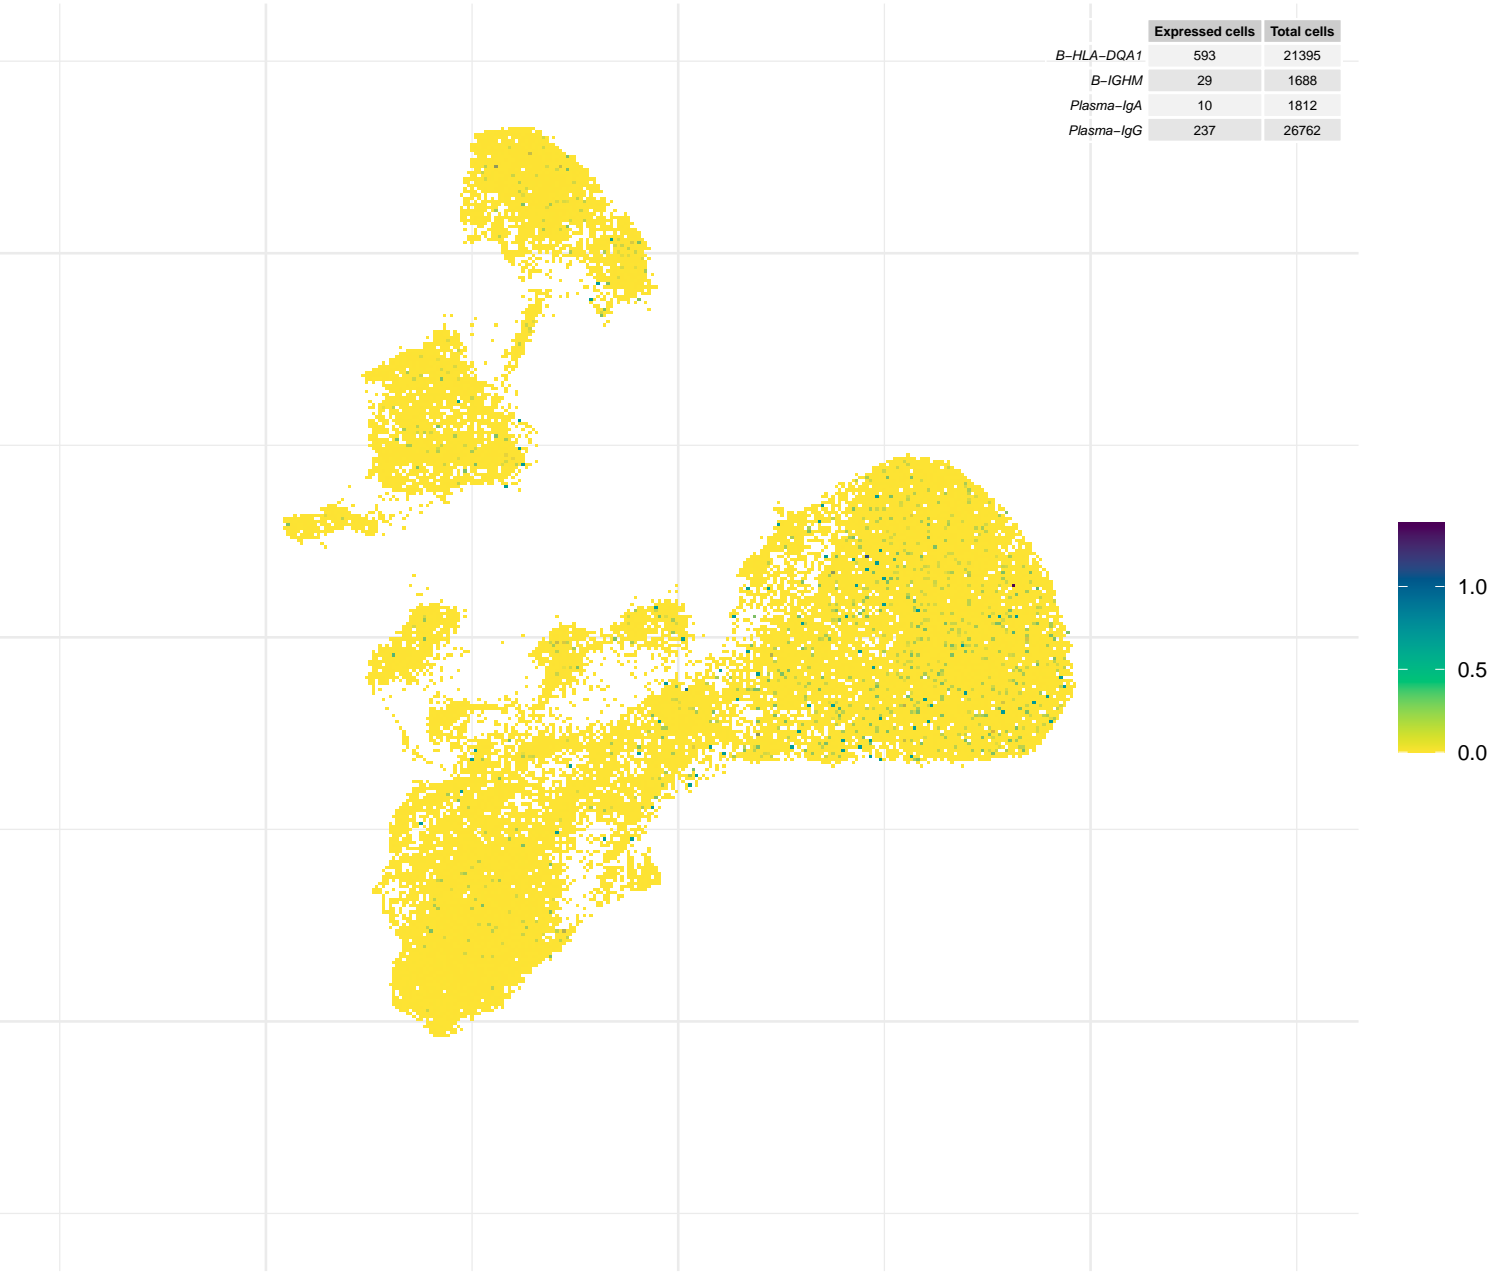 Expressed cells Total cells
B−HLA−DQA1 593 21395
B−IGHM 29 1688
Plasma−IgA 10 1812
Plasma−IgG 237 26762
1.0
0.5
0.0